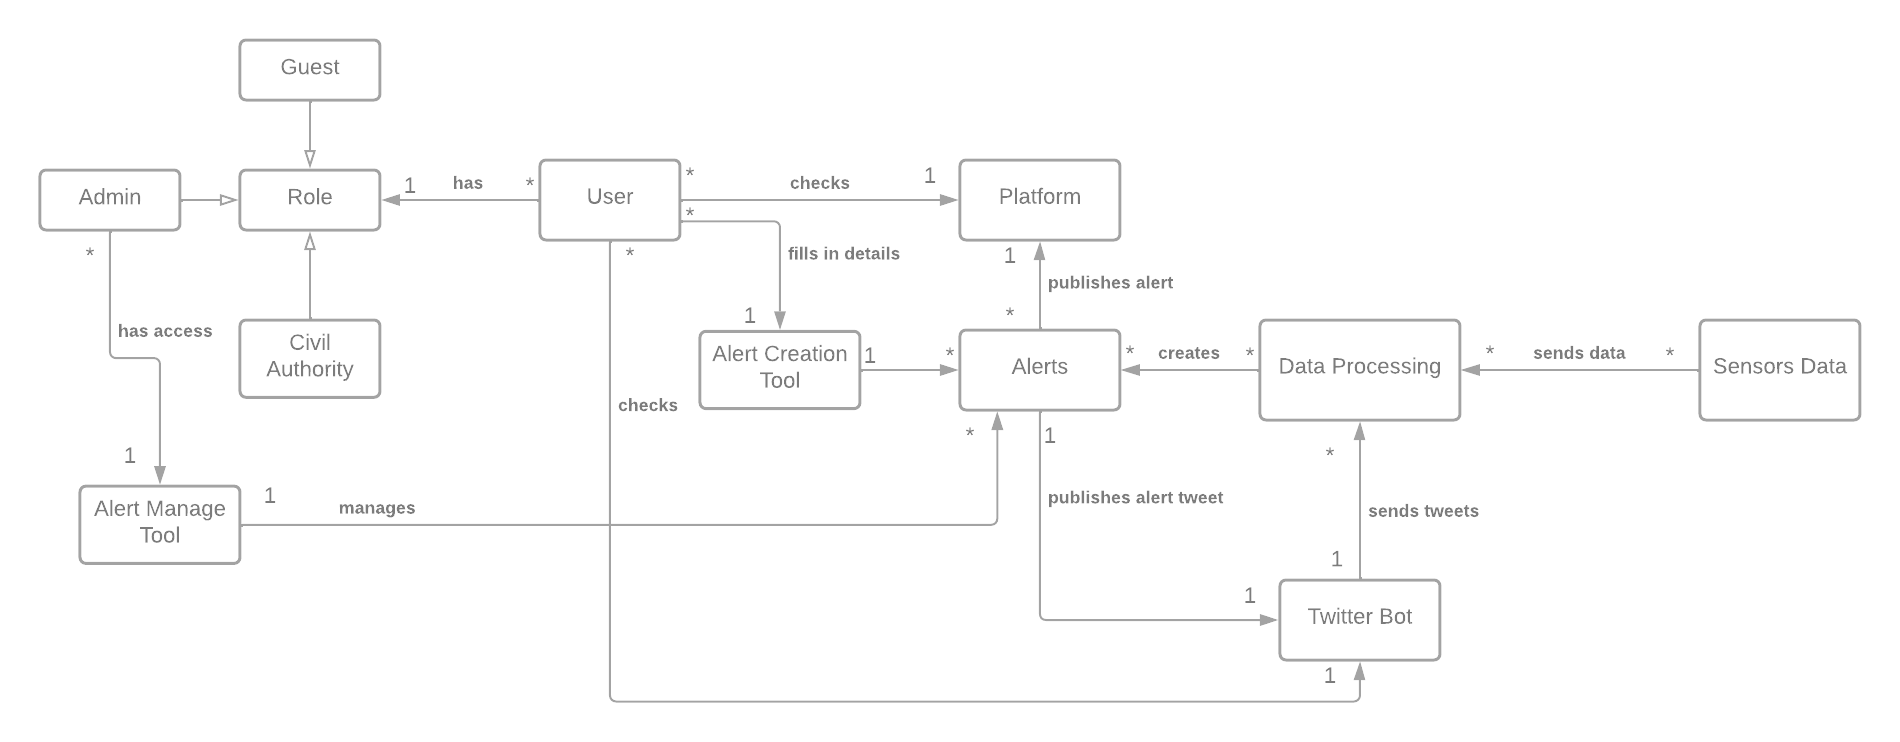 Guest
Admin
Role
1
has
*
User
*
checks
1
Platform
*
*
fills in details
1
publishes alert
*
has access
Civil
Authority
1
Alert Creation
Tool
1
*
*
Alerts
*
creates
*
Data Processing
*
sends data
*
Sensors Data
checks
*
1
*
1
publishes alert tweet
sends tweets
Alert Manage
Tool
1
manages
1
1
Twitter Bot
1